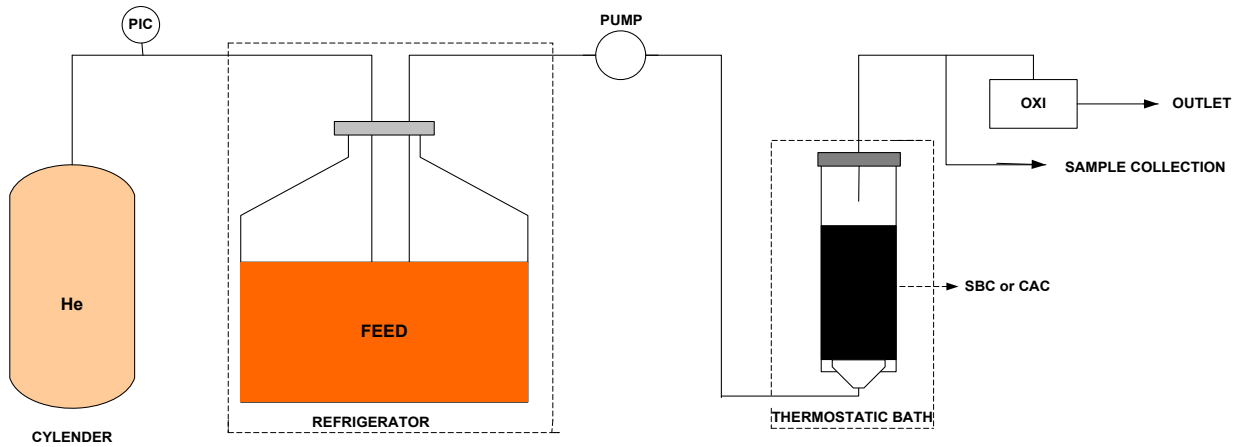 PIC
PUMP
OXI
OUTLET
SAMPLE COLLECTION
He
FEED
SBC or CAC
CYLENDER
REFRIGERATOR
THERMOSTATIC BATH